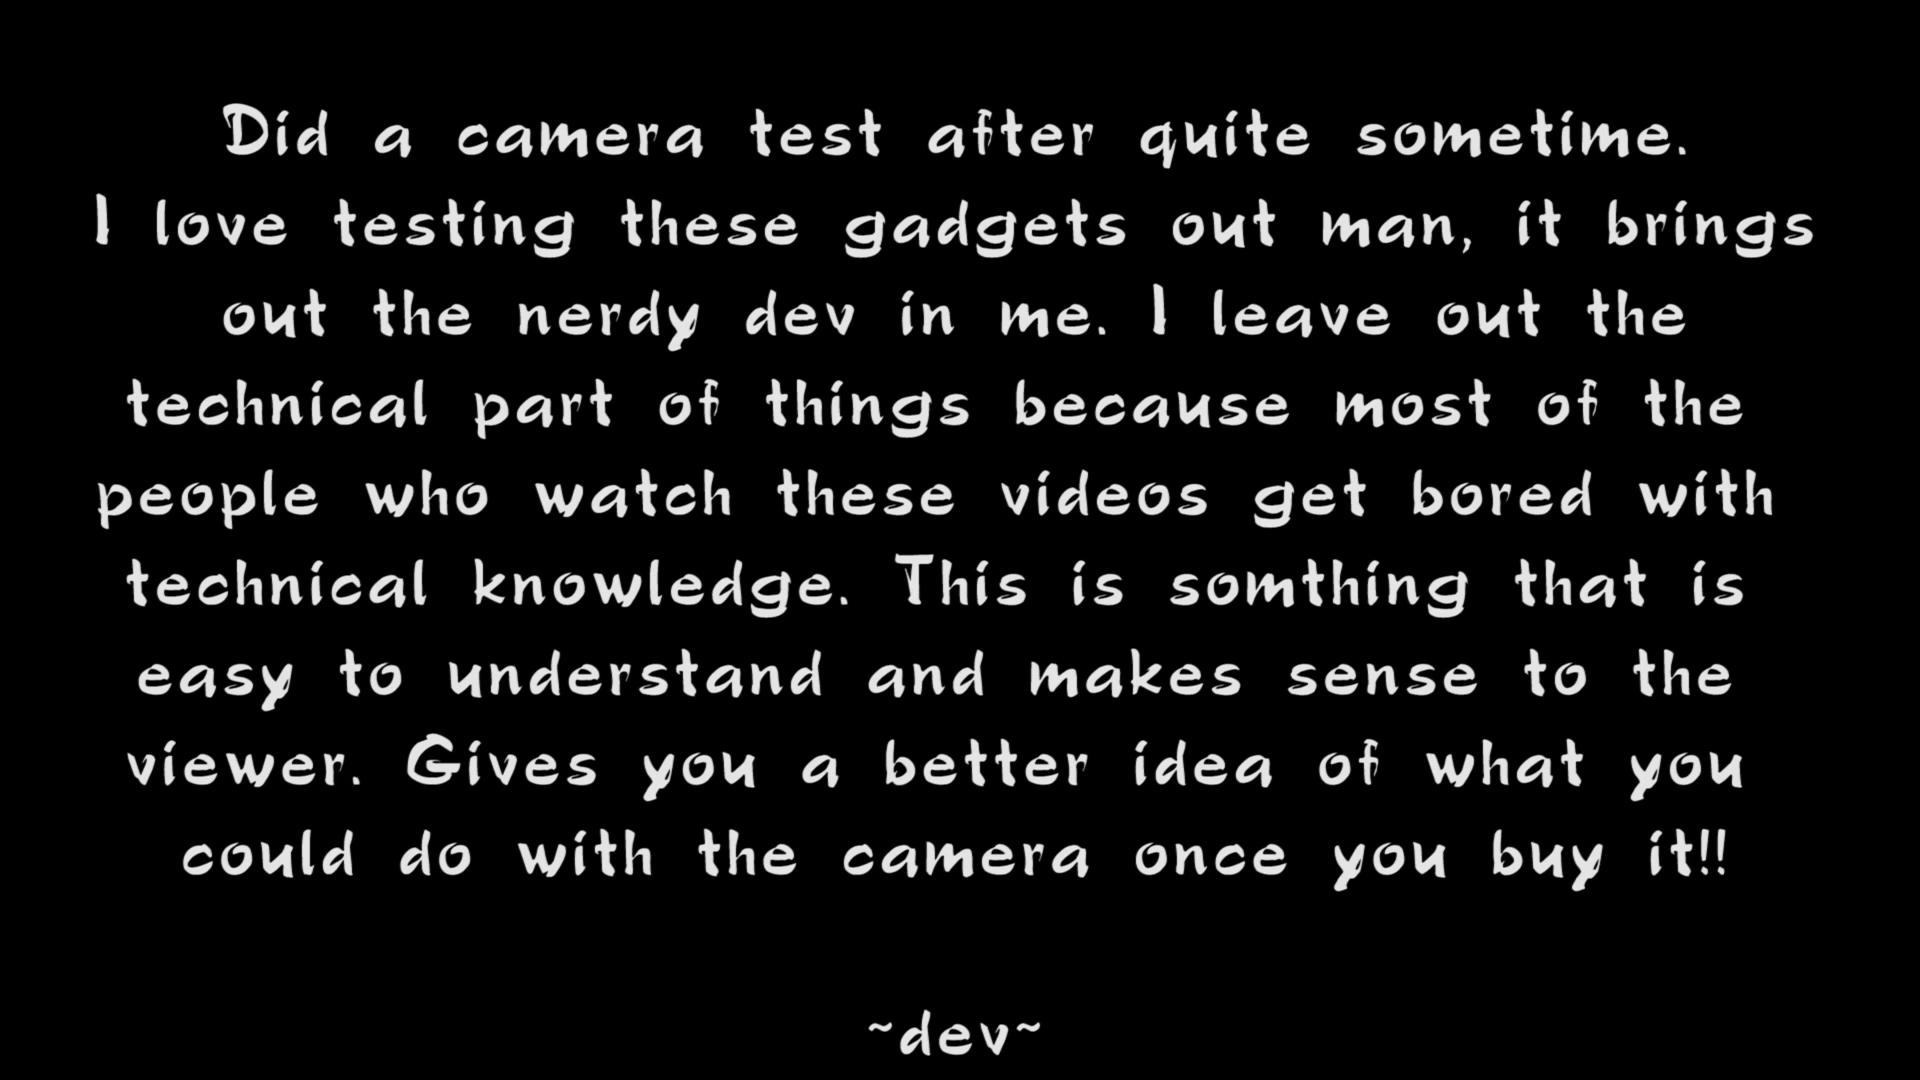 Did a camera test after quite sometime.
I love testing these gadgets out man, it brings
out the nerdy dev in me. I leave out the
technical part of things because most of the
people who watch these videos get bored with
technical knowledge. This is somthing that is
easy to understand and makes sense to the
viewer. Gives you a better idea of what you
could do with the camera once you buy it!!
~dev~